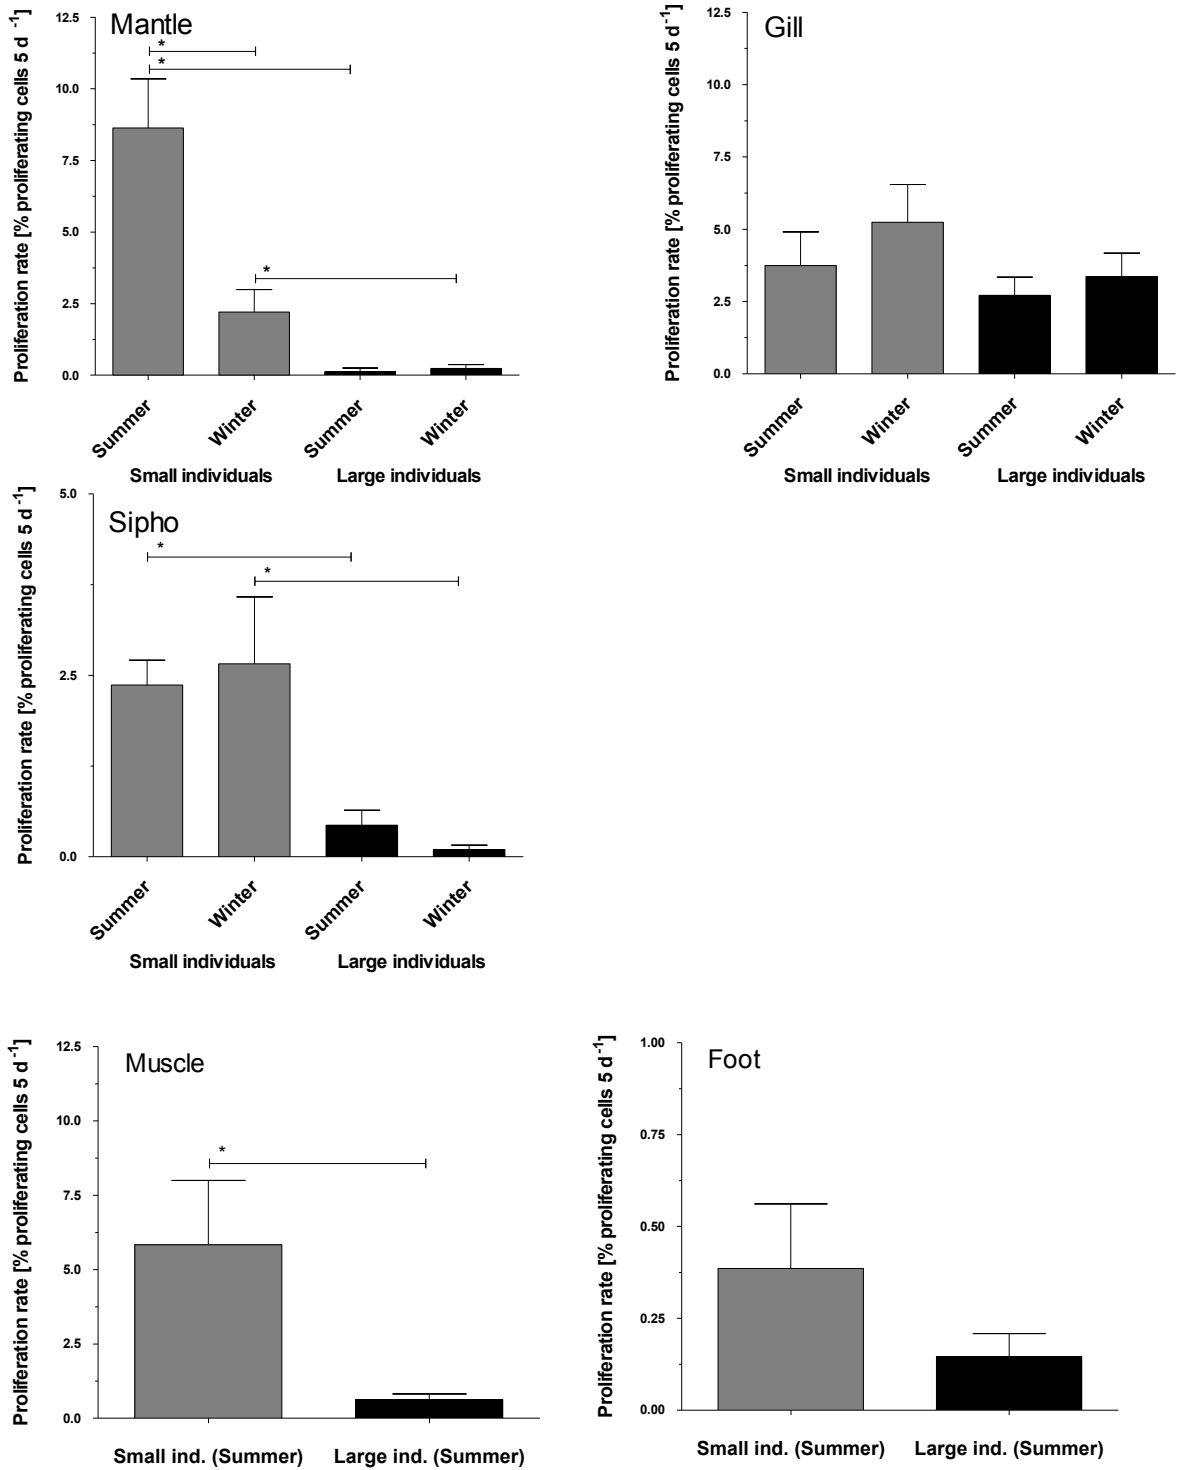 Mantle
Proliferation rate [% proliferating cells 5 d -1]
12.5
10.0
7.5
5.0
2.5
0.0
*
*
*
Summer
Winter
Summer
Winter
Small individuals
Large individuals
Gill
Proliferation rate [% proliferating cells 5 d -1]
12.5
10.0
7.5
5.0
2.5
0.0
Summer
Winter
Summer
Winter
Small individuals
Large individuals
Sipho
Proliferation rate [% proliferating cells 5 d -1]
5.0
2.5
0.0
*
*
Summer
Winter
Summer
Winter
Small individuals
Large individuals
Muscle
Proliferation rate [% proliferating cells 5 d -1]
12.5
10.0
7.5
5.0
2.5
0.0
*
Small ind. (Summer)
Large ind. (Summer)
Foot
Proliferation rate [% proliferating cells 5 d -1]
1.00
0.75
0.50
0.25
0.00
Small ind. (Summer)
Large ind. (Summer)